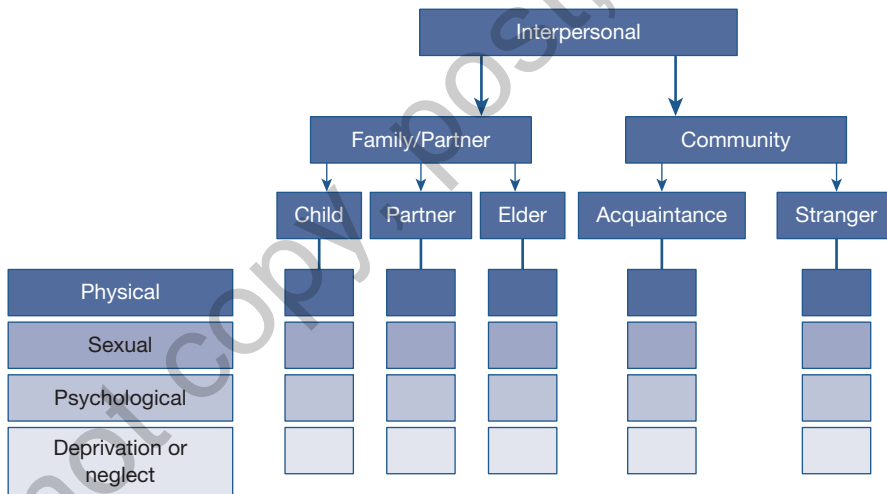 Interpersonal
Family/Partner
Community
Child
Partner
Elder
Acquaintance
Stranger
Physical
Sexual
Psychological
Deprivation or
neglect
not copy, post,